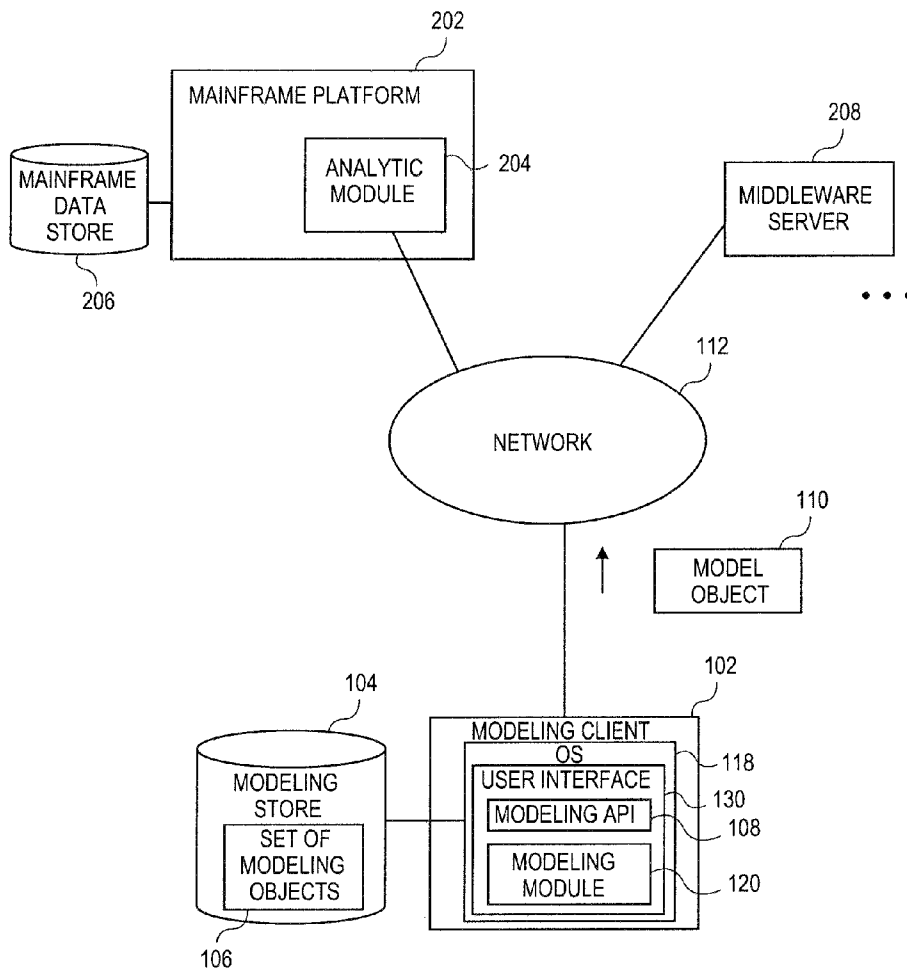 202
MAINFRAME PLATFORM
208
ANALYTIC
MODULE
204
MAINFRAME
DATA
STORE
MIDDLEWARE
SERVER
206
112
NETWORK
110
MODEL
OBJECT
102
104
MODELING CLIENT
OS
118
USER INTERFACE
130
MODELING
STORE
MODELING API
108
SET OF
MODELING
OBJECTS
MODELING
MODULE
120
106